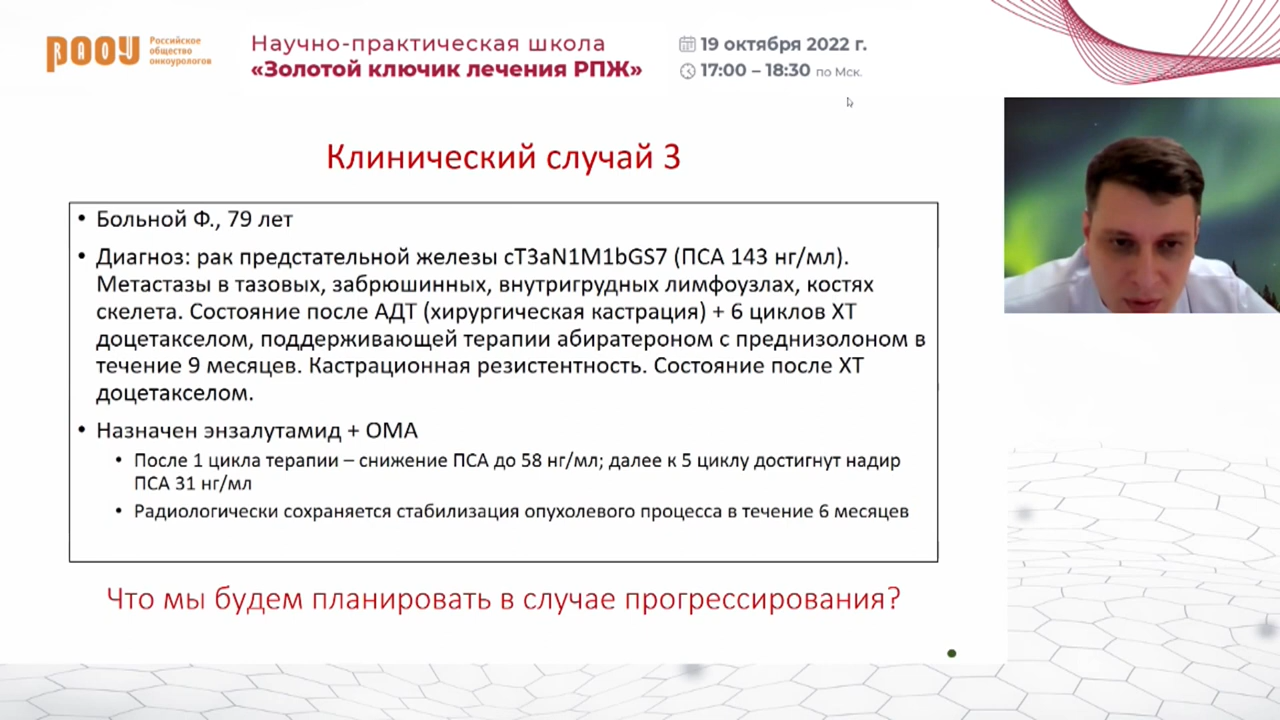 РАОУ
Российское
общество
онкоурологов
Научно-практическая школа
«Золотой ключик лечения РПЖ»
19 октября 2022 г.
17:00 – 18:30 по Мск.
Клинический случай 3
• Больной Ф., 79 лет
• Диагноз: рак предстательной железы cT3aN1M1bGS7 (ПСА 143 нг/мл).
Метастазы в тазовых, забрюшинных, внутригрудных лимфоузлах, костях
скелета. Состояние после АДТ (хирургическая кастрация) + 6 циклов ХТ
доцетакселом, поддерживающей терапии абиратероном с преднизолоном в
течение 9 месяцев. Кастрационная резистентность. Состояние после ХТ
доцетакселом.
• Назначен энзалутамид + ОМА
• После 1 цикла терапии – снижение ПСА до 58 нг/мл; далее к 5 циклу достигнут надир
ПСА 31 нг/мл
• Радиологически сохраняется стабилизация опухолевого процесса в течение 6 месяцев
Что мы будем планировать в случае прогрессирования?